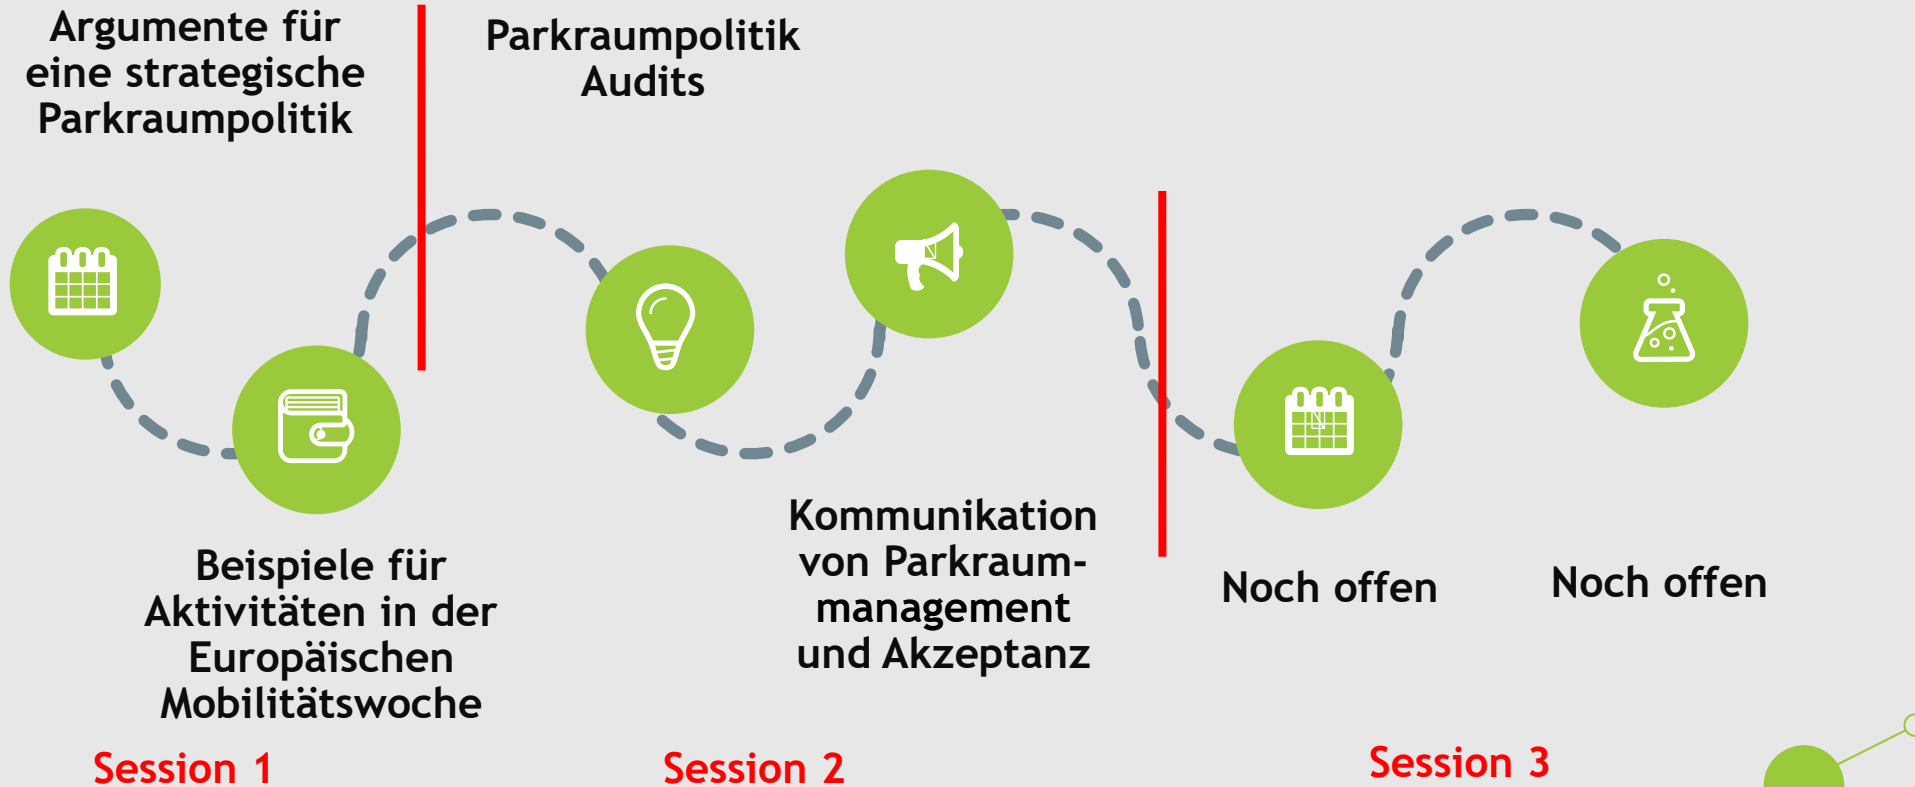 Argumente für
eine strategische
Parkraumpolitik
Parkraumpolitik
Audits
Beispiele für
Aktivitäten in der
Europäischen
Mobilitätswoche
Kommunikation
von Parkraum-
management
und Akzeptanz
Noch offen
Noch offen
Session 1
Session 2
Session 3